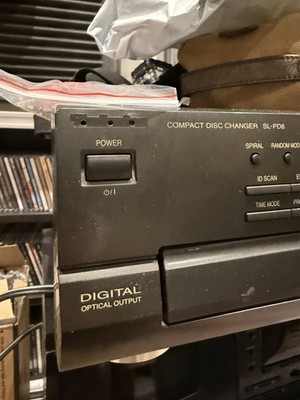 COMPACT DISC CHANGER SL-PD8
POWER
SPIRAL RANDOM MOD
ID SCAN
TIME MODE
DIGITAL
OPTICAL OUTPUT